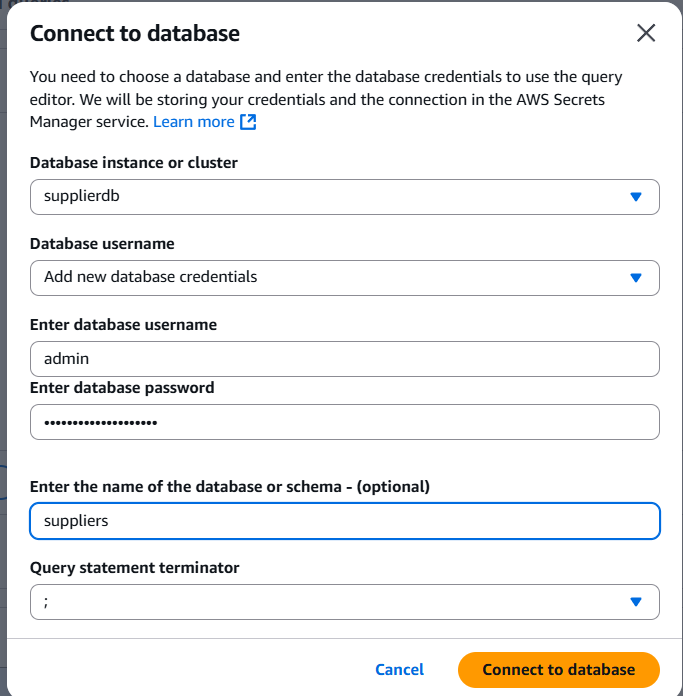 Connect to database
You need to choose a database and enter the database credentials to use the query
editor. We will be storing your credentials and the connection in the AWS Secrets
Manager service. Learn more
Database instance or cluster
supplierdb
Database username
Add new database credentials
Enter database username
admin
Enter database password
••••••••••••••••••••
Enter the name of the database or schema - (optional)
suppliers
Query statement terminator
;
Cancel Connect to database